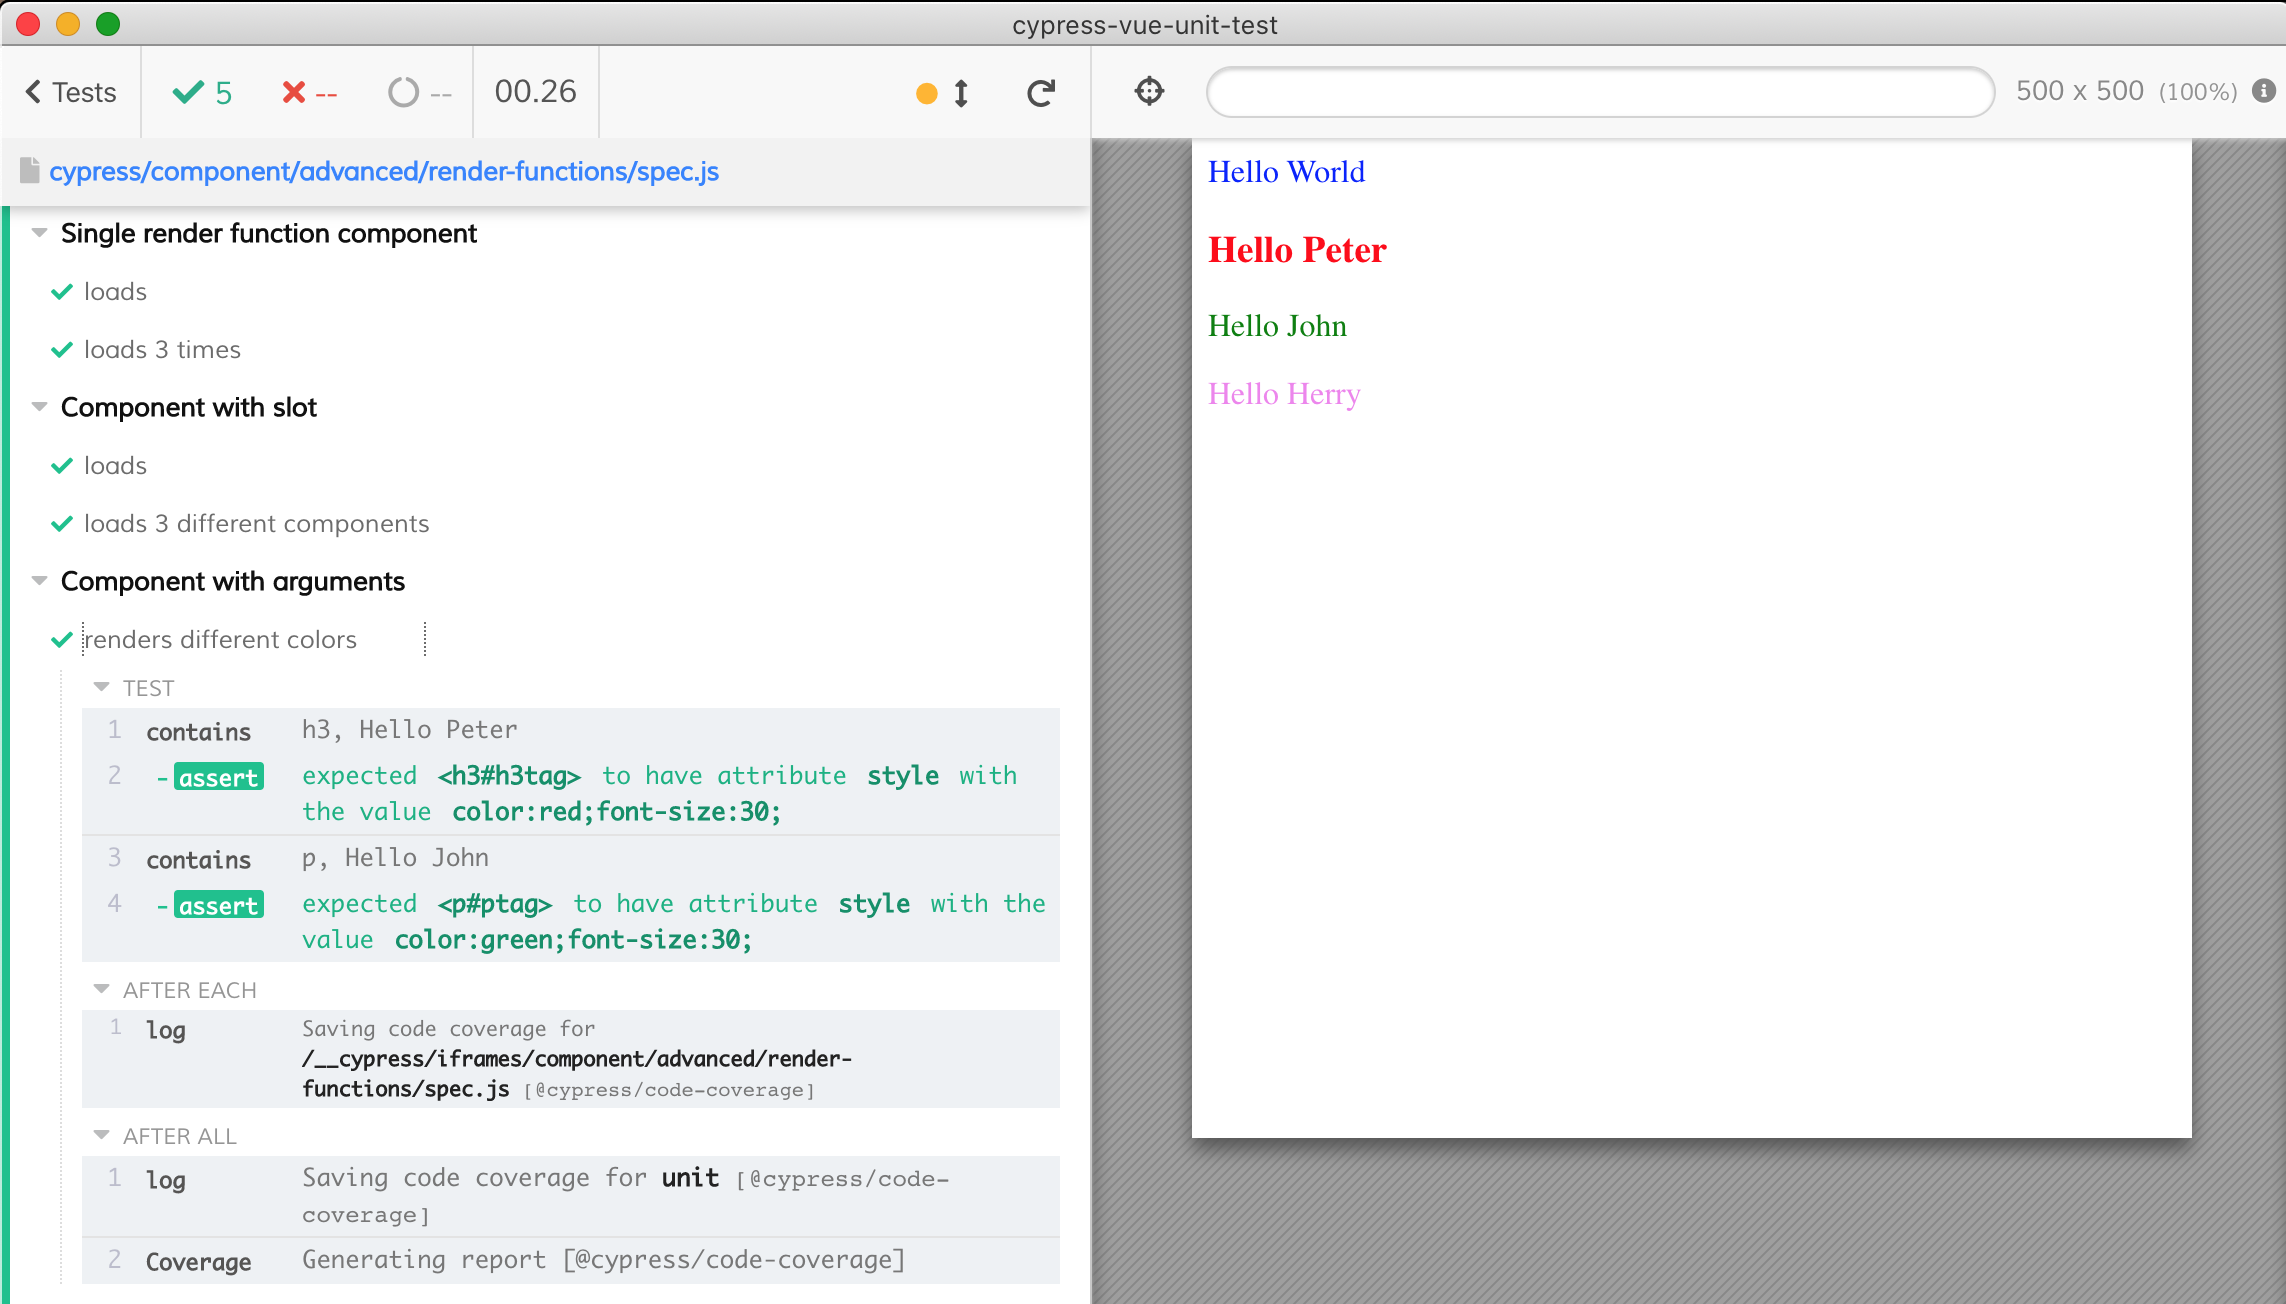 cypress-vue-unit-test
Tests 5 -- -- 00.26 500 x 500 (100%)
cypress/component/advanced/render-functions/spec.js
Single render function component
loads
loads 3 times
Component with slot
loads
loads 3 different components
Component with arguments
renders different colors
TEST
1 contains h3, Hello Peter
2 -assert expected <h3#h3tag> to have attribute style with
the value color:red;font-size:30;
3 contains p, Hello John
4 -assert expected <p#ptag> to have attribute style with the
value color:green;font-size:30;
AFTER EACH
1 log Saving code coverage for
/__cypress/iframes/component/advanced/render-
functions/spec.js [@cypress/code-coverage]
AFTER ALL
1 log Saving code coverage for unit [@cypress/code-
coverage]
2 Coverage Generating report [@cypress/code-coverage]
Hello World
Hello Peter
Hello John
Hello Herry